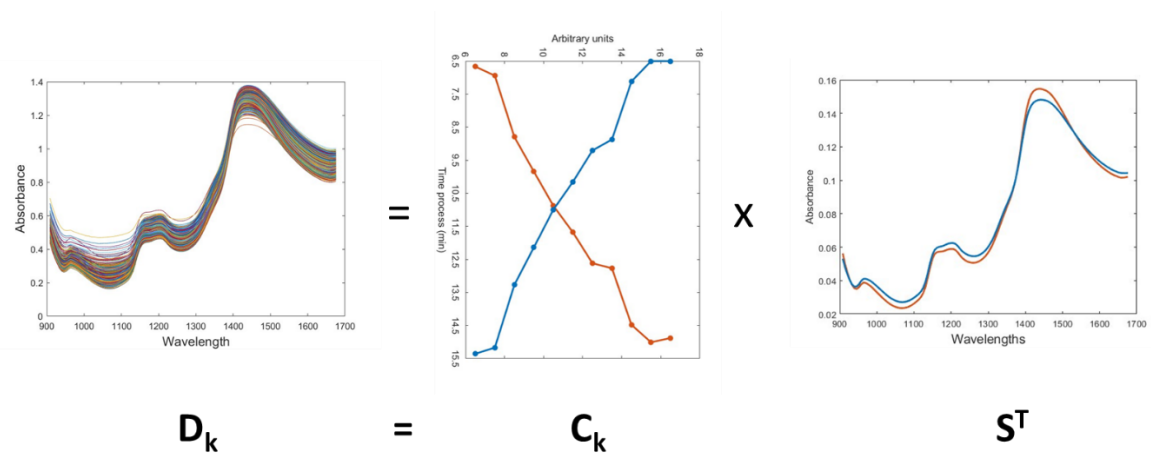 Absorbance
1.4
1.2
1
0.8
0.6
0.4
0.2
0
900 1000 1100 1200 1300 1400 1500 1600 1700
Wavelength
=
Arbitrary units
6 8 10 12 14 16 18
6.5
7.5
8.5
9.5
10.5
11.5
12.5
13.5
14.5
15.5
Time process (min)
x
Absorbance
0.16
0.14
0.12
0.1
0.08
0.06
0.04
0.02
900 1000 1100 1200 1300 1400 1500 1600 1700
Wavelengths
Dk = Ck ST